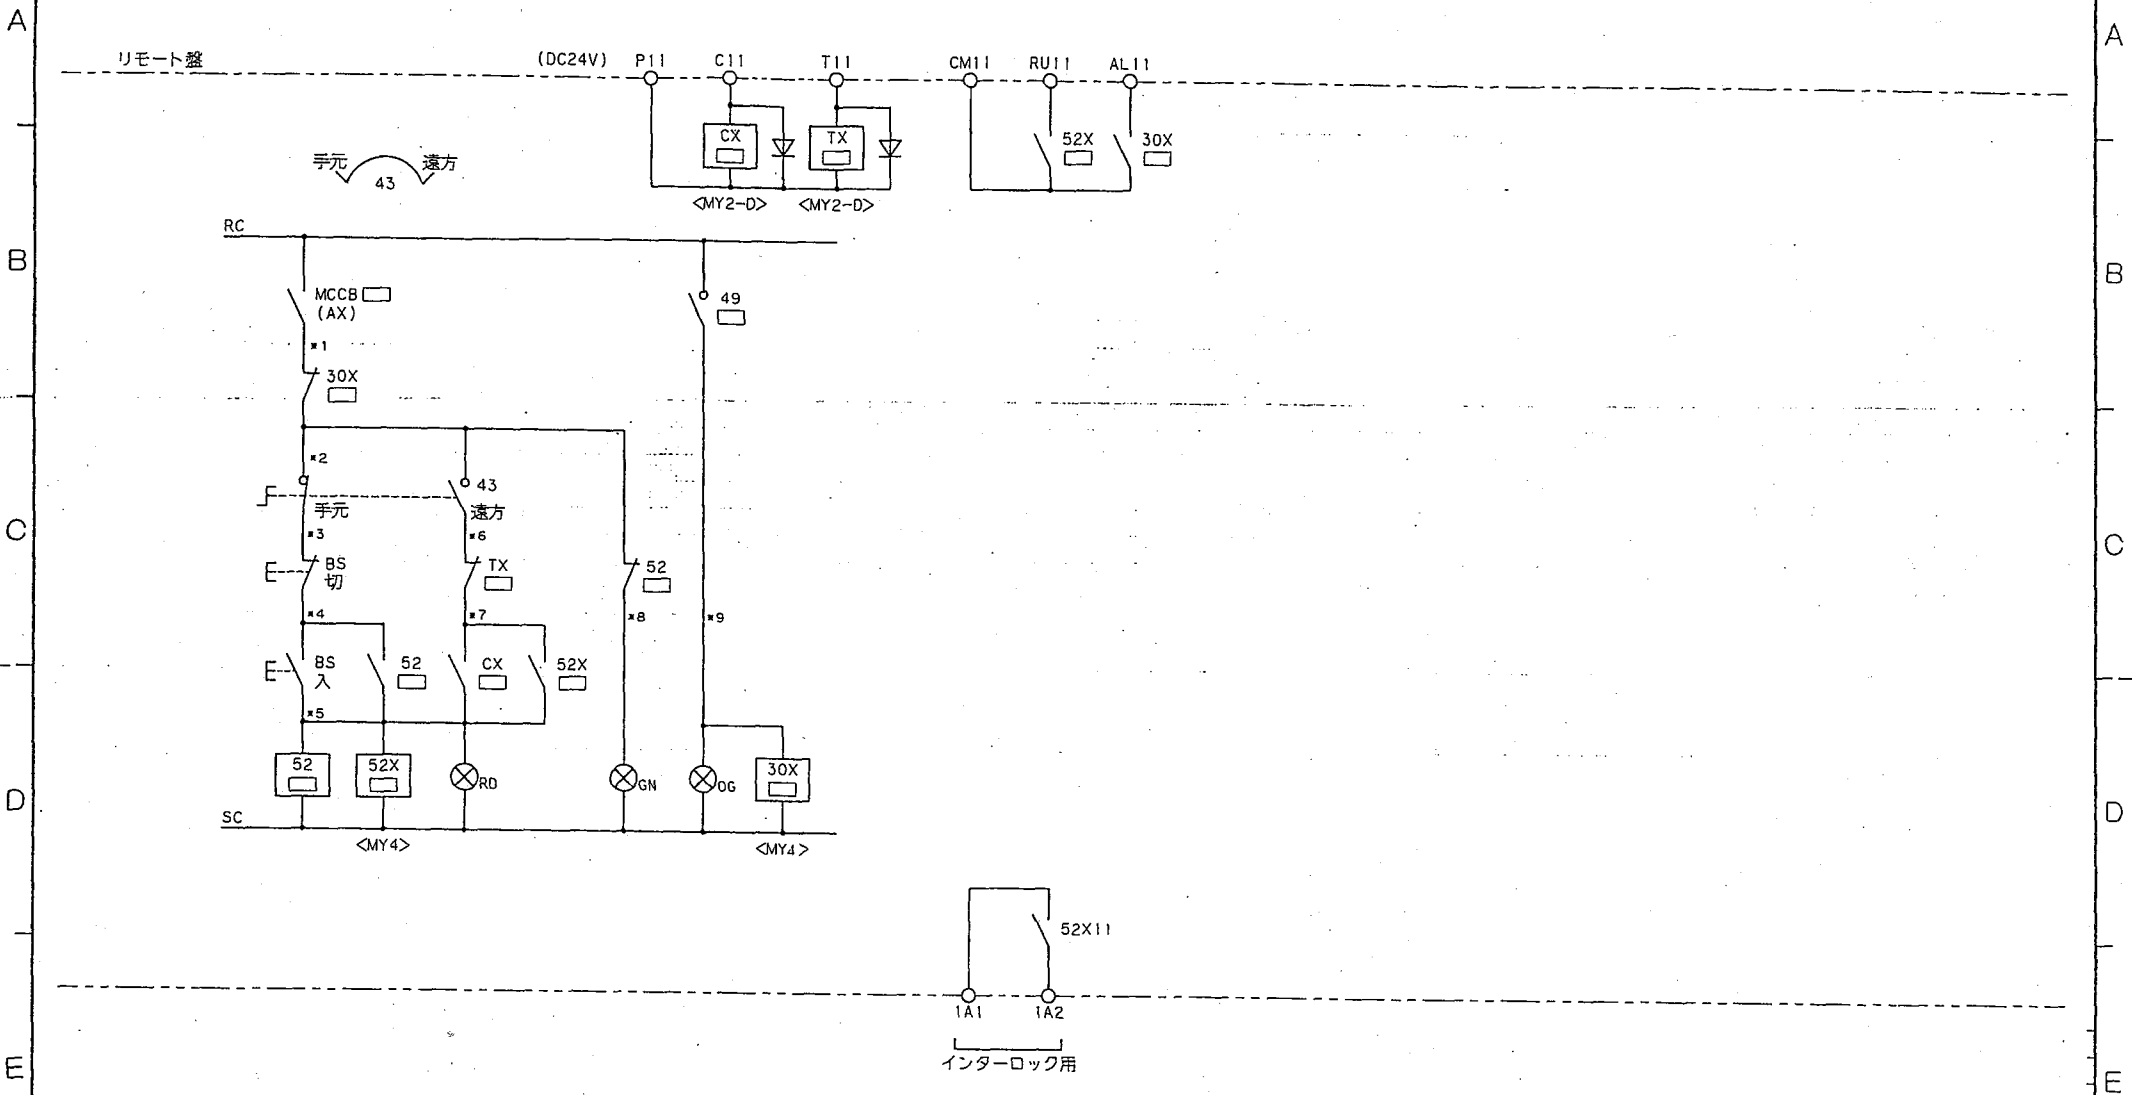 A
A
リモート盤
(DC24V) P11 C11 T11 CM11 RU11 AL11
CX TX 52X 30X
手元 遠方
43
<MY2-D> <MY2-D>
RC
B
B
MCCB 49
(AX)
*1
30X
*2
43
手元 遠方
C
C
*3 *6
BS TX 52
切
*4 *7 *8 *9
BS 52 CX 52X
入
*5
52 52X RD GN OG 30X
D
D
SC
<MY4> <MY4>
52X11
1A1 1A2
インターロック用
E
E